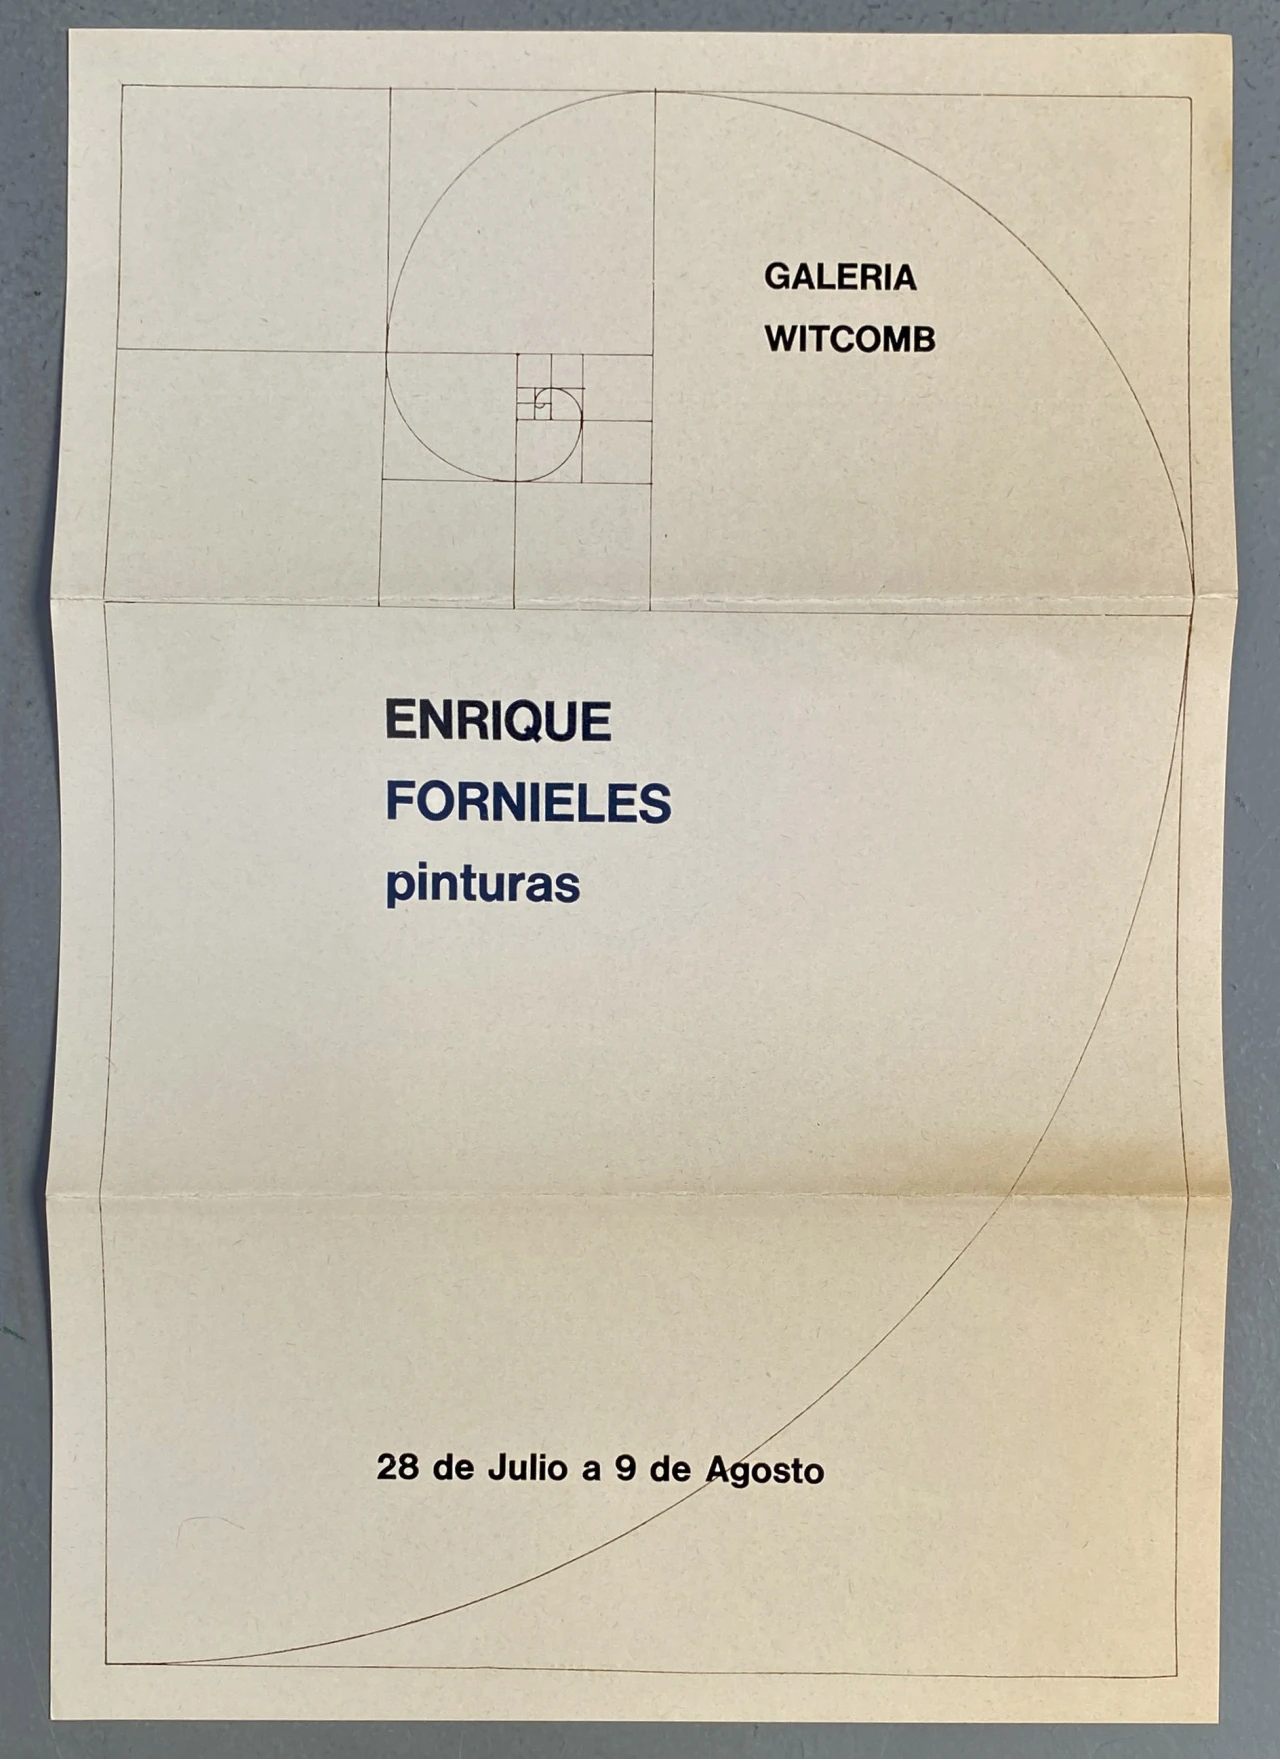 GALERIA
WITCOMB
ENRIQUE
FORNIELES
pinturas
28 de Julio a 9 de Agosto